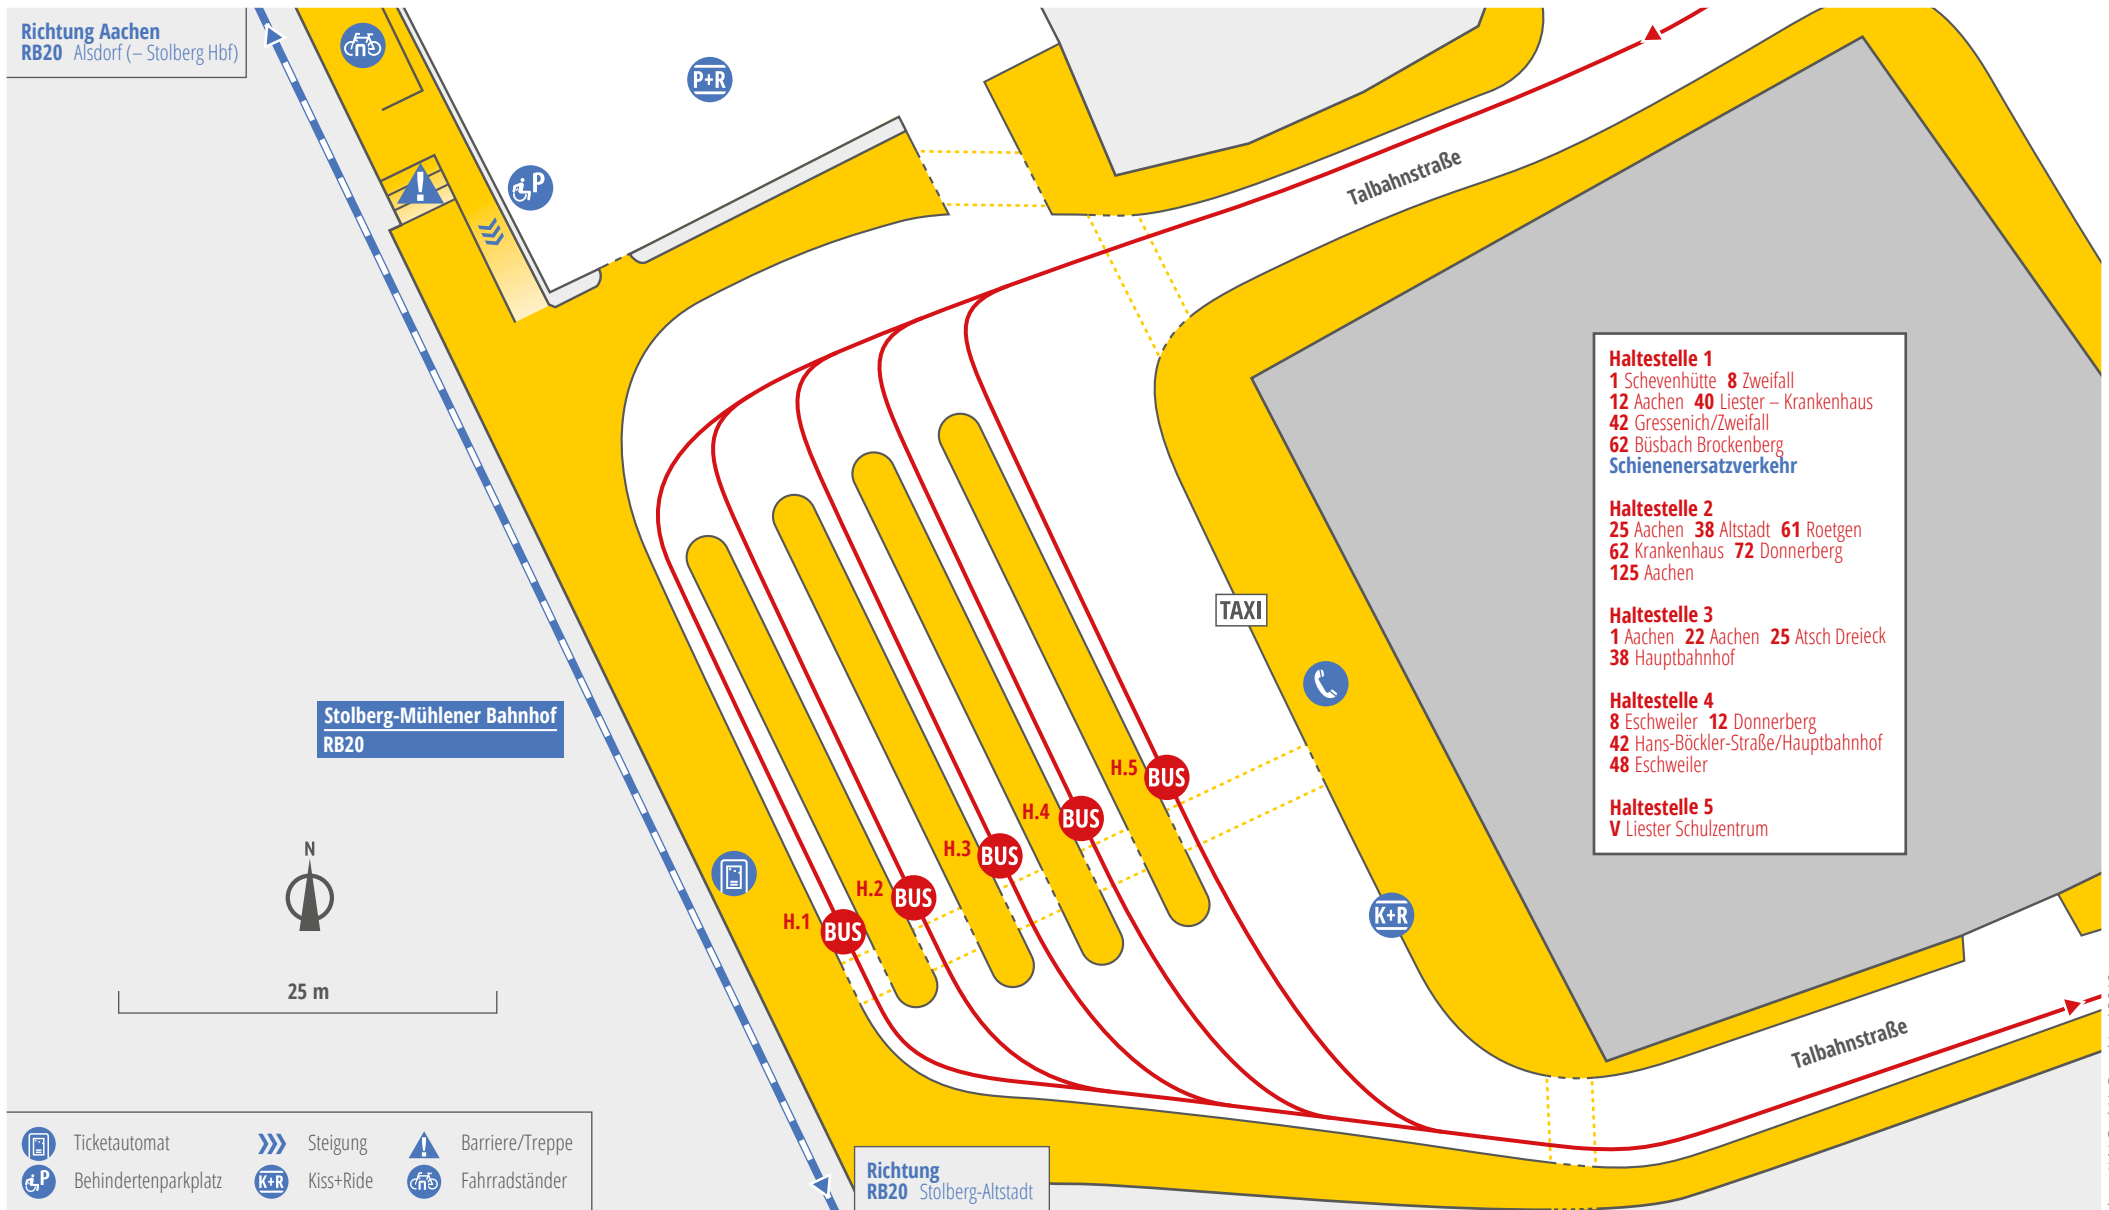 Richtung Aachen
RB20 Alsdorf (– Stolberg Hbf)
P+R
P
Talbahnstraße
Haltestelle 1
1 Schevenhütte 8 Zweifall
12 Aachen 40 Liester – Krankenhaus
42 Gressenich/Zweifall
62 Büsbach Brockenberg
Schienenersatzverkehr
Haltestelle 2
25 Aachen 38 Altstadt 61 Roetgen
62 Krankenhaus 72 Donnerberg
125 Aachen
Haltestelle 3
1 Aachen 22 Aachen 25 Atsch Dreieck
38 Hauptbahnhof
Haltestelle 4
8 Eschweiler 12 Donnerberg
42 Hans-Böckler-Straße/Hauptbahnhof
48 Eschweiler
Haltestelle 5
V Liester Schulzentrum
TAXI
Stolberg-Mühlener Bahnhof
RB20
H.5 BUS
H.4 BUS
H.3 BUS
H.2 BUS
H.1 BUS
K+R
N
25 m
Talbahnstraße
Ticketautomat
Steigung
Barriere/Treppe
P Behindertenparkplatz
K+R Kiss+Ride
Fahrradständer
Richtung
RB20 Stolberg-Altstadt